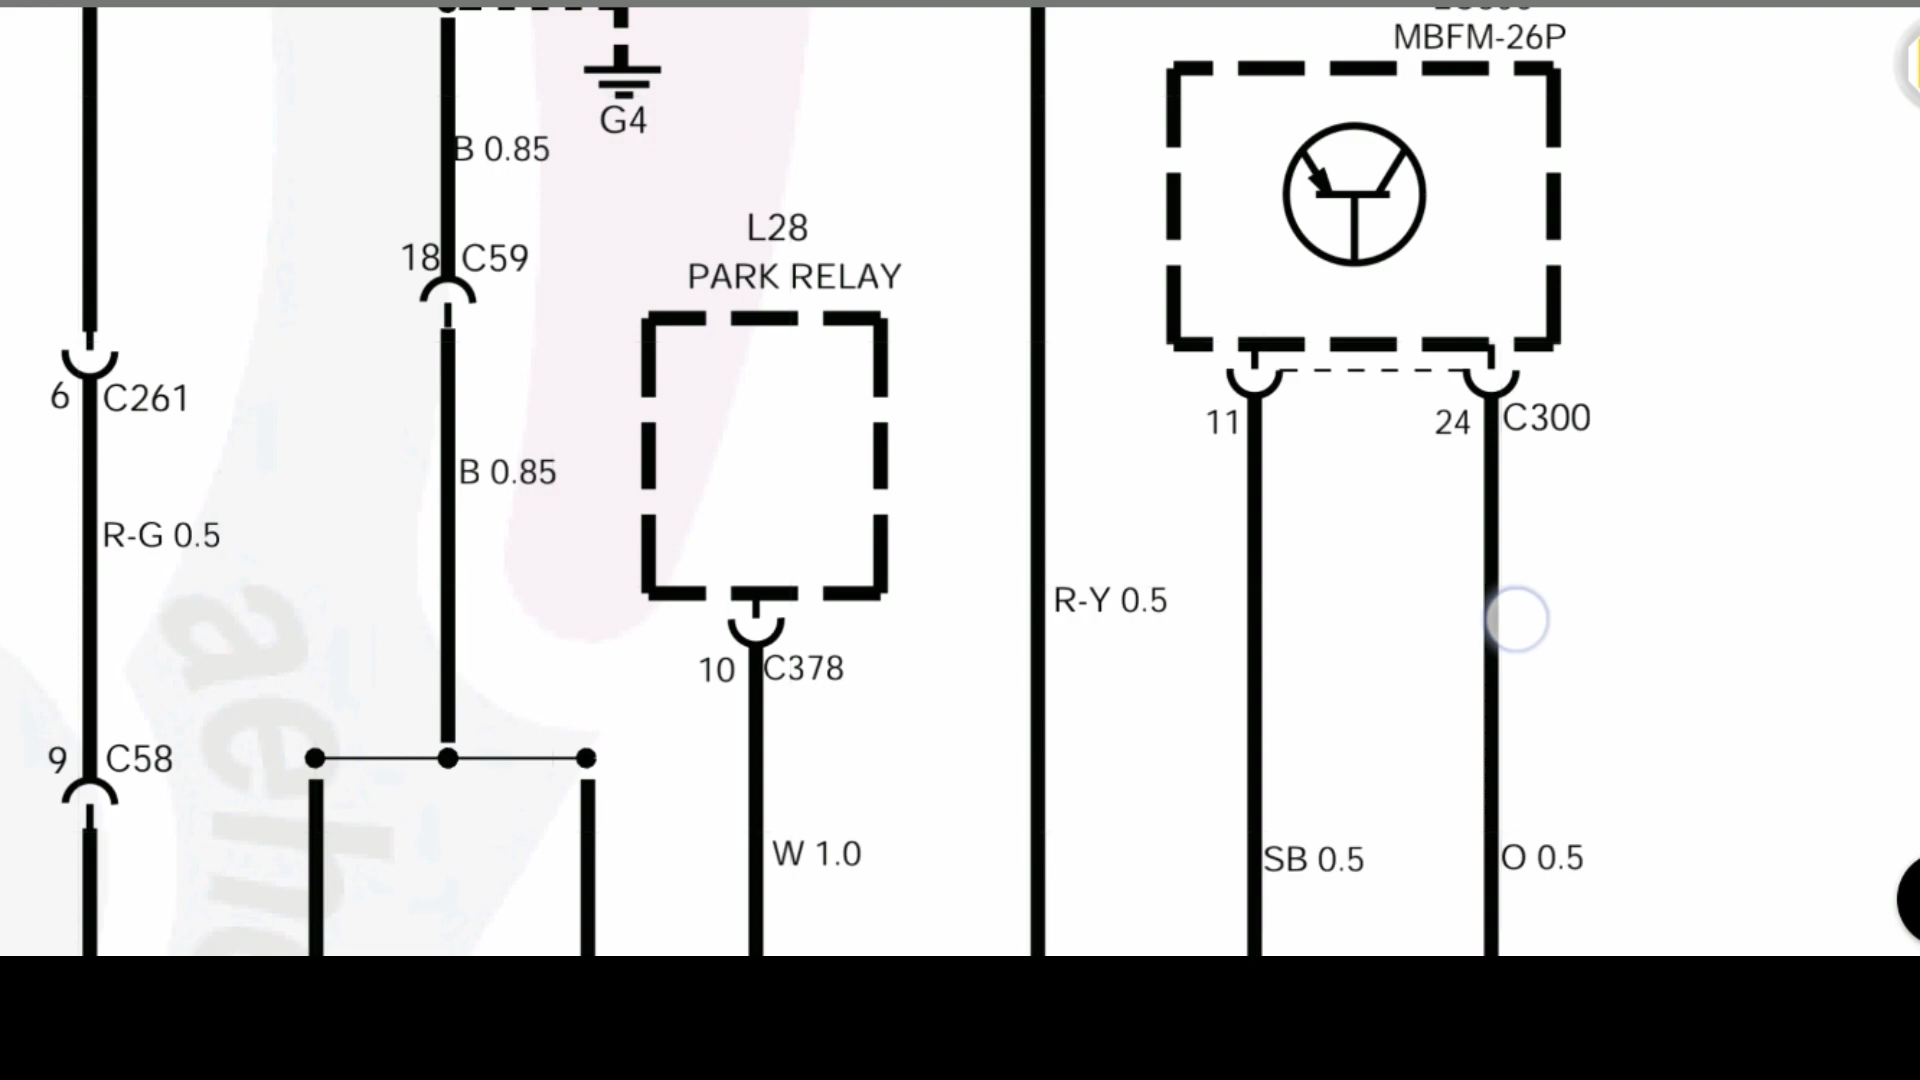 MBFM-26P
G4
B 0.85
L28
18 C59
PARK RELAY
6 C261
11
24 C300
B 0.85
R-G 0.5
R-Y 0.5
10 C378
9 C58
W 1.0
SB 0.5
O 0.5